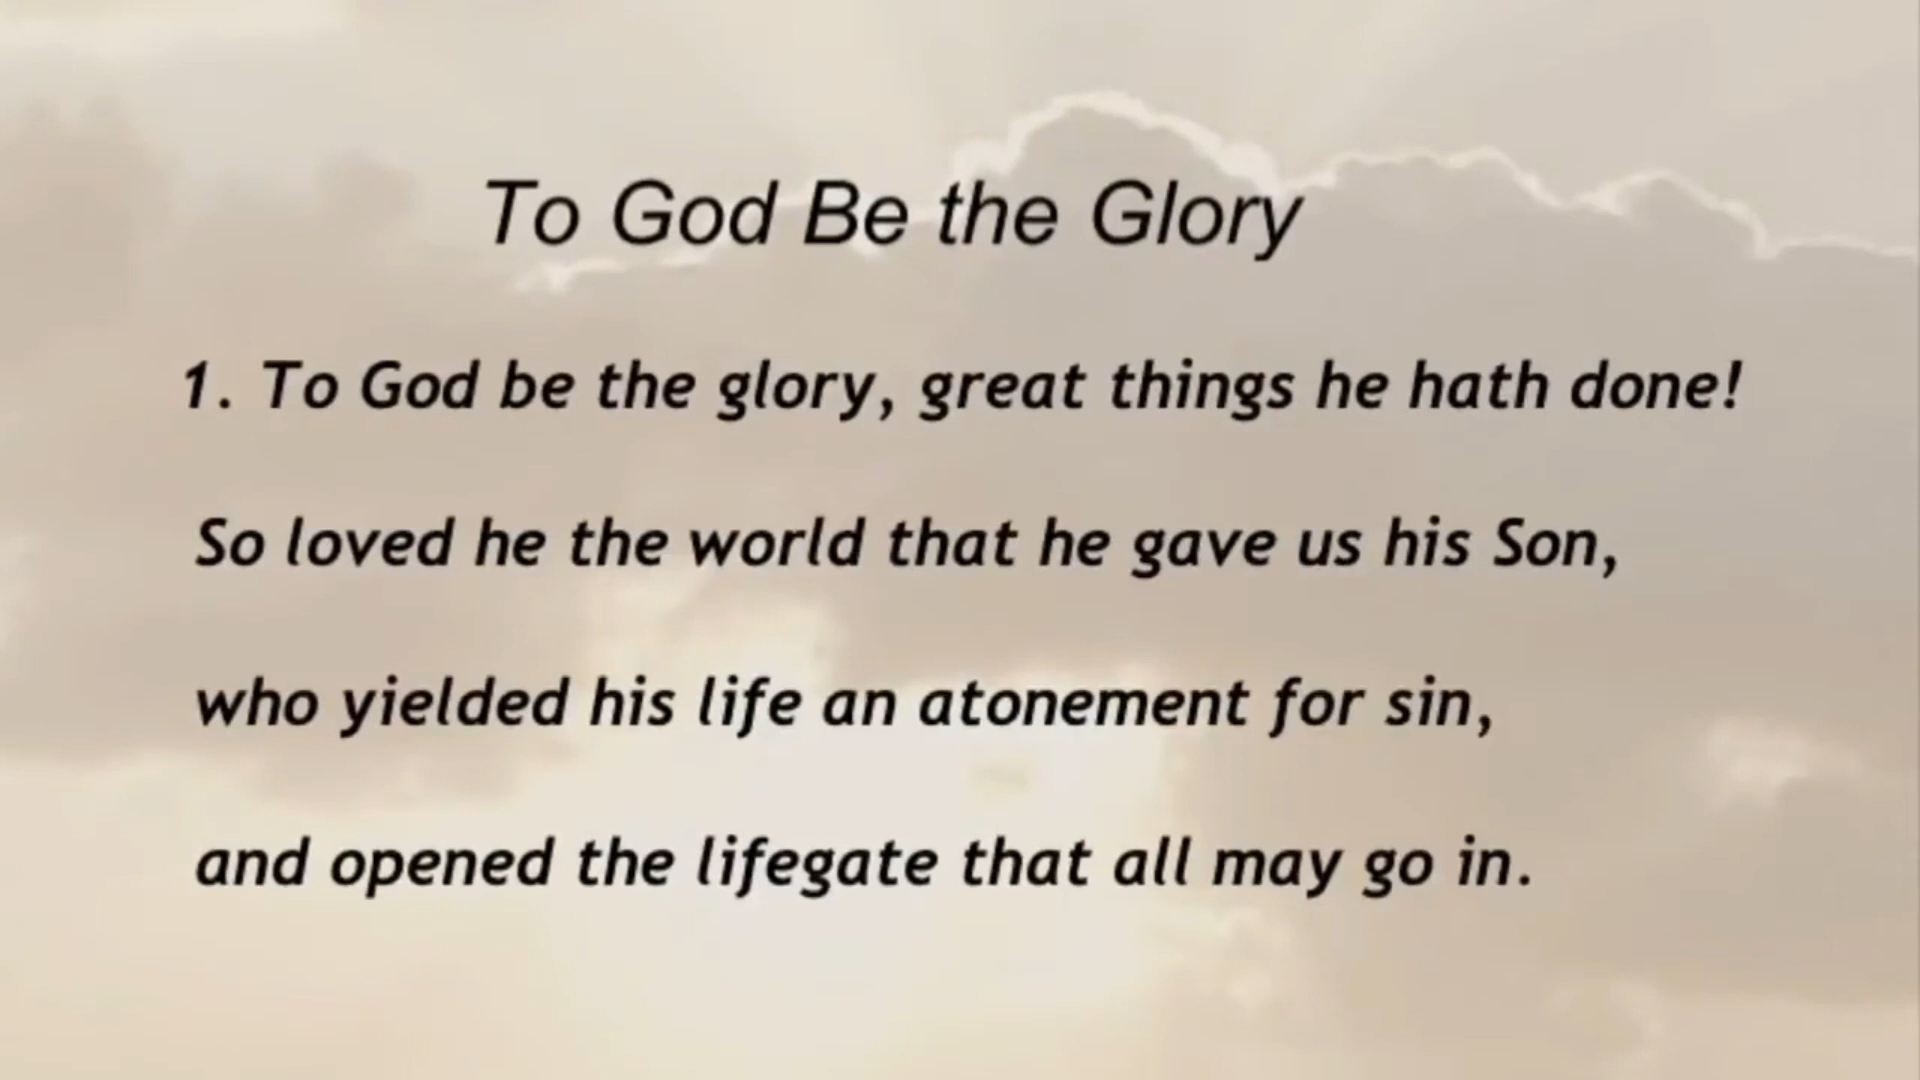 To God Be the Glory
1. To God be the glory, great things he hath done!
So loved he the world that he gave us his Son,
who yielded his life an atonement for sin,
and opened the lifegate that all may go in.